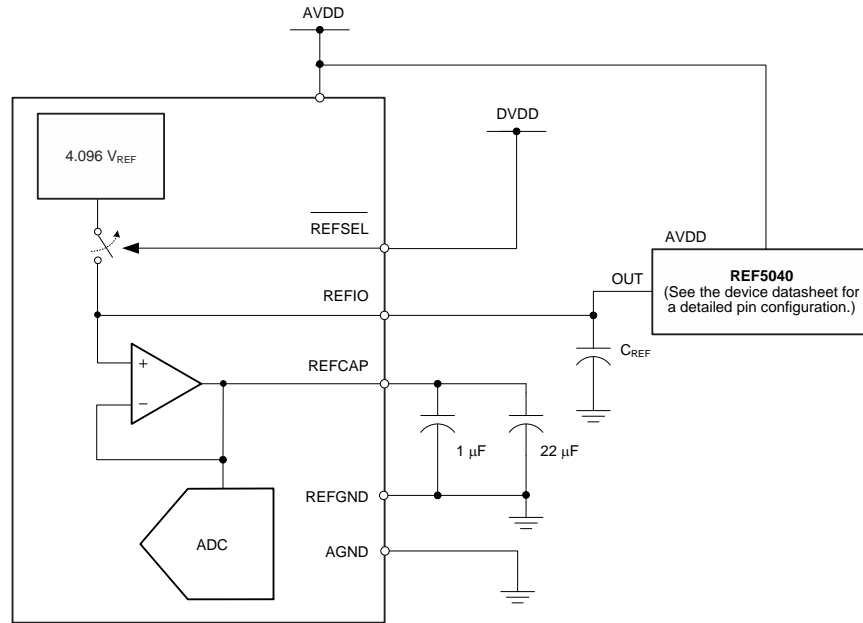 AVDD
DVDD
4.096 VREF
REFSEL
AVDD
REF5040
(See the device datasheet for
a detailed pin configuration.)
OUT
REFIO
CREF
REFCAP
+
−
1 μF
22 μF
REFGND
ADC
AGND